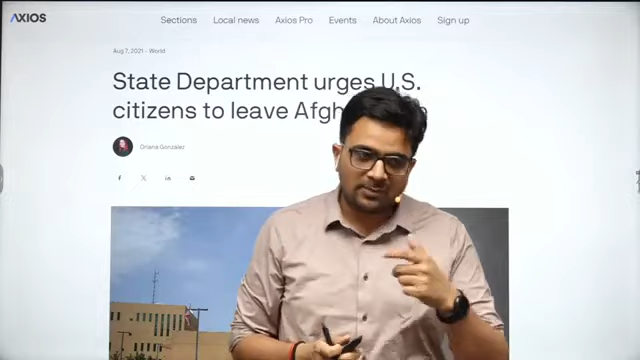 AXIOS
Sections Local news Axios Pro Events About Axios Sign up
Aug 7, 2021 - World
State Department urges U.S.
citizens to leave Afgh
Oriana Gonzalez